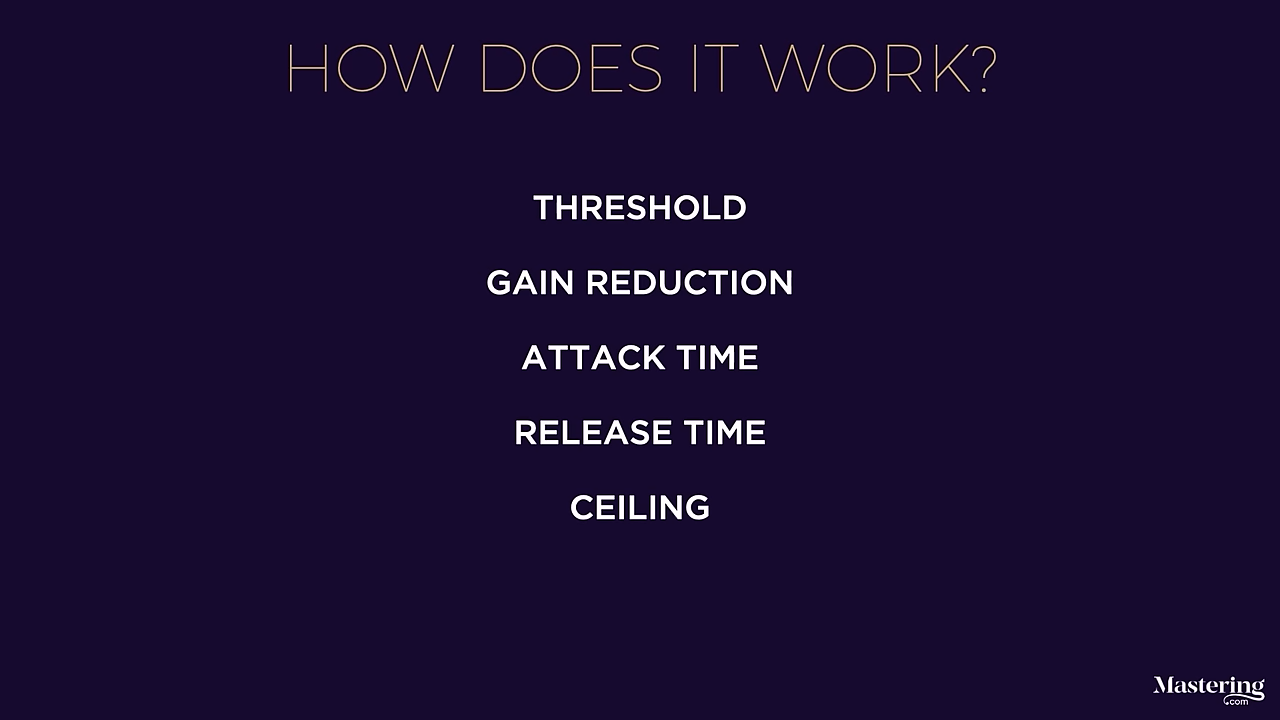 HOW DOES IT WORK?
THRESHOLD
GAIN REDUCTION
ATTACK TIME
RELEASE TIME
CEILING
Mastering
.com